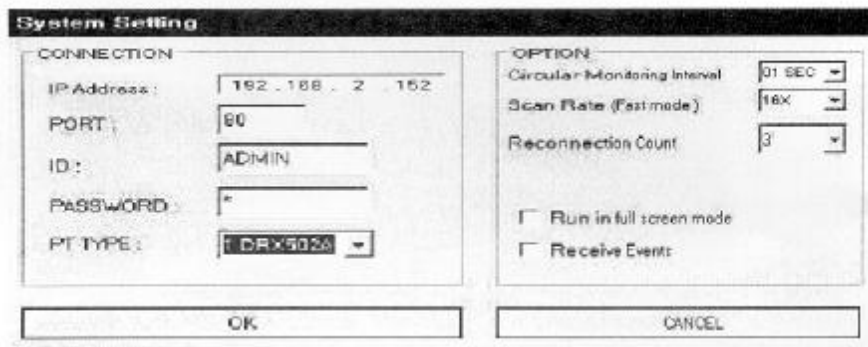 System Setting
CONNECTION
IP Address :
192 . 168 . 2 . 152
PORT :
80
ID :
ADMIN
PASSWORD :
*
PT TYPE :
DRX502A
OPTION
Circular Monitoring Interval
01 SEC
Scan Rate (Fast mode)
16X
Reconnection Count
3
Run in full screen mode
Receive Events
OK
CANCEL